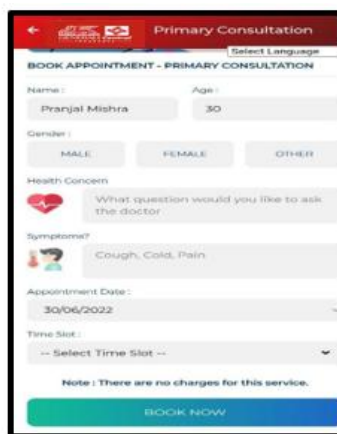 Primary Consultation
Select Language
BOOK APPOINTMENT - PRIMARY CONSULTATION
Name : Age :
Pranjal Mishra 30
Gender :
MALE FEMALE OTHER
Health Concern
What question would you like to ask
the doctor
Symptoms?
Cough, Cold, Pain
Appointment Date :
30/06/2022
Time Slot :
-- Select Time Slot --
Note : There are no charges for this service.
BOOK NOW